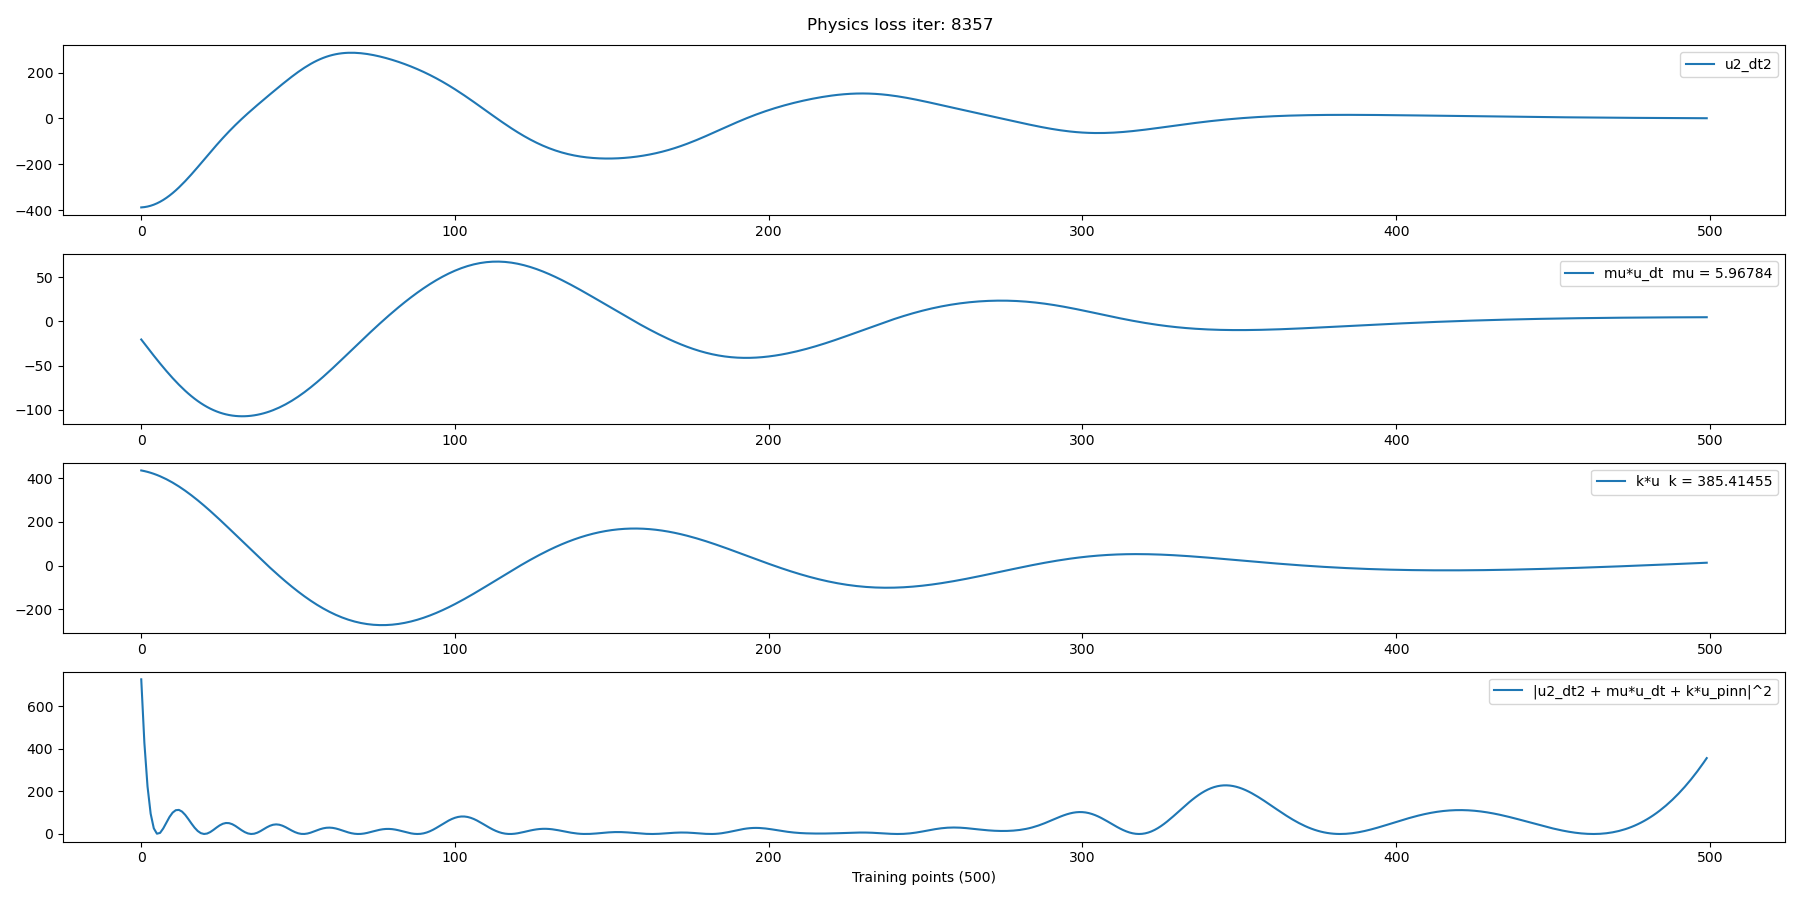 Physics loss iter: 8357
200
0
−200
−400
u2_dt2
0 100 200 300 400 500
50
0
−50
−100
mu*u_dt  mu = 5.96784
0 100 200 300 400 500
400
200
0
−200
k*u  k = 385.41455
0 100 200 300 400 500
600
400
200
0
|u2_dt2 + mu*u_dt + k*u_pinn|^2
0 100 200 300 400 500
Training points (500)